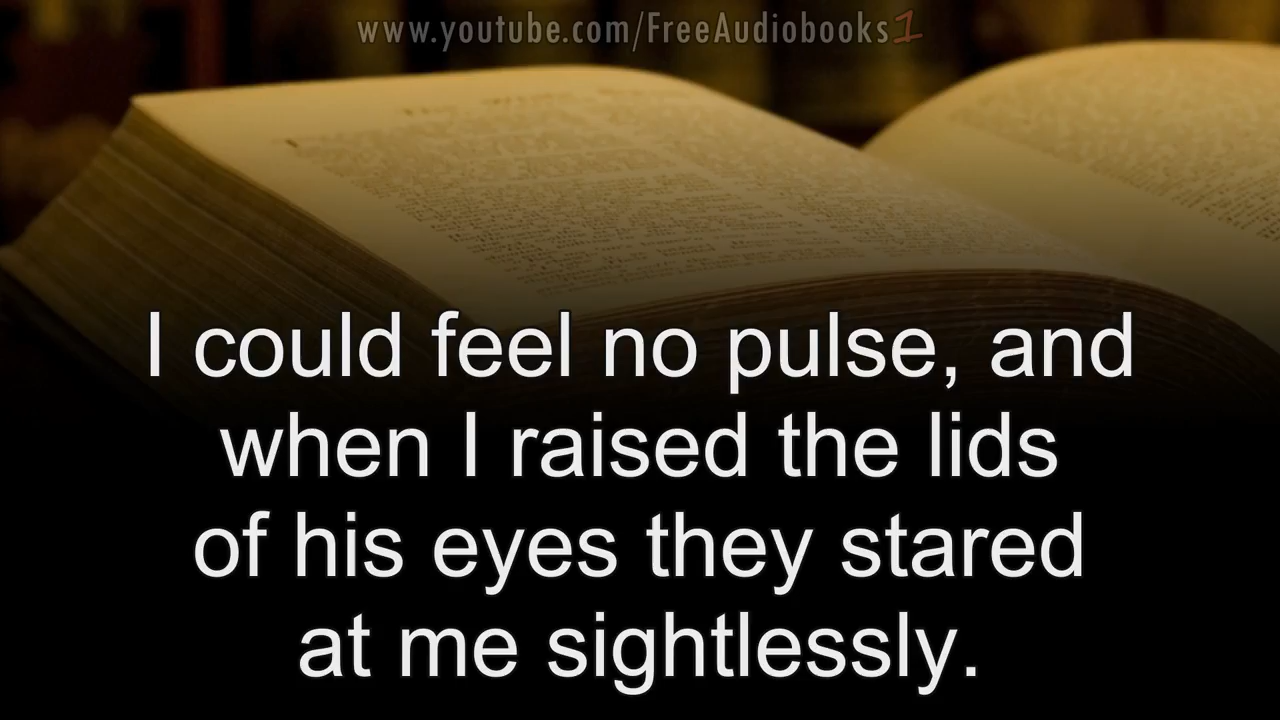 www.youtube.com/FreeAudiobooks1
I could feel no pulse, and
when I raised the lids
of his eyes they stared
at me sightlessly.